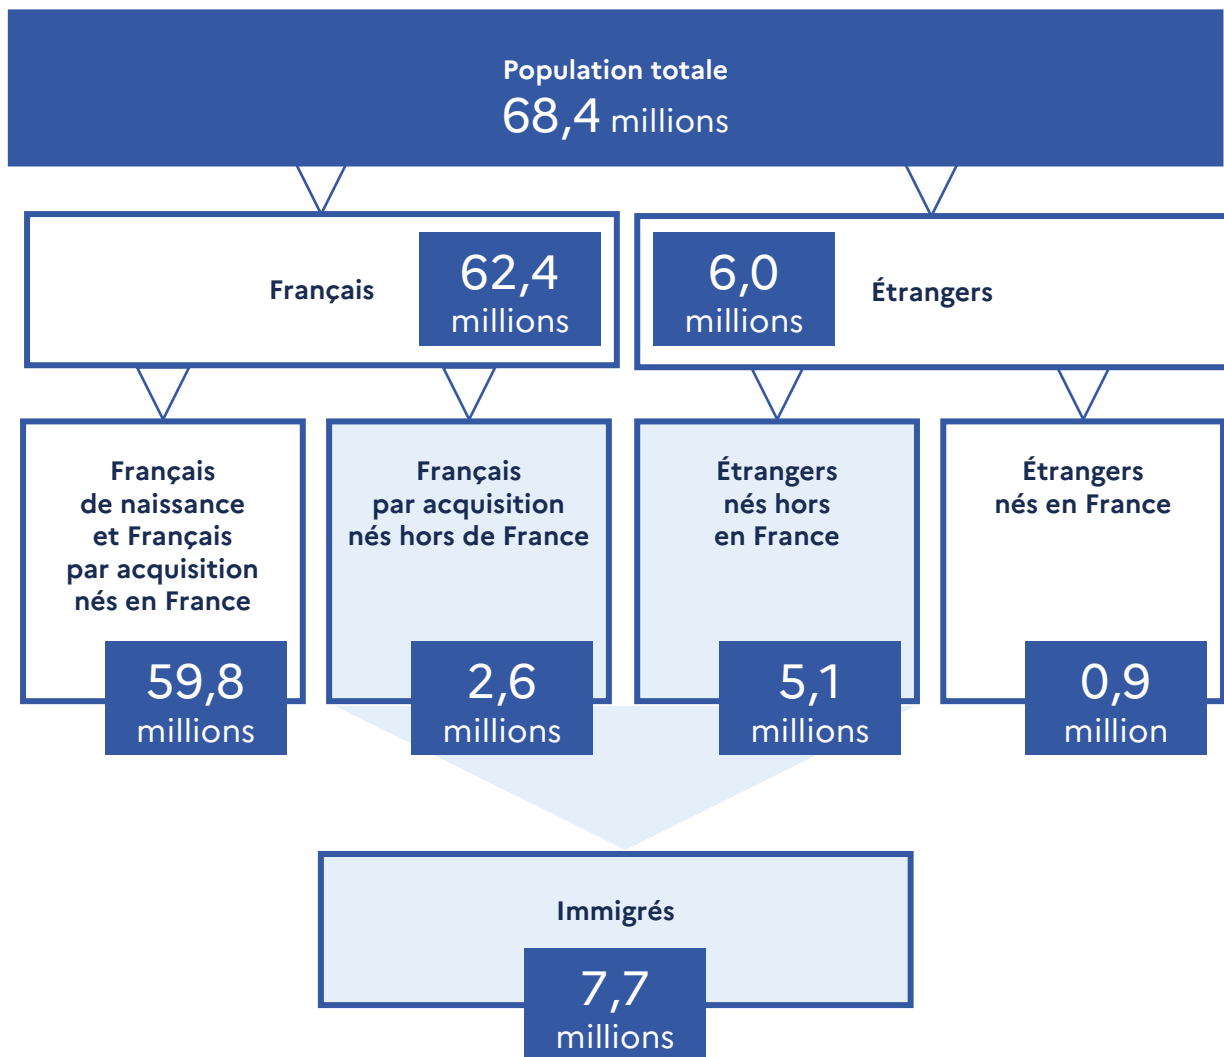 Population totale
68,4 millions
Français
62,4
millions
6,0
millions
Étrangers
Français
de naissance
et Français
par acquisition
nés en France
59,8
millions
Français
par acquisition
nés hors de France
2,6
millions
Étrangers
nés hors
en France
5,1
millions
Étrangers
nés en France
0,9
million
Immigrés
7,7
millions